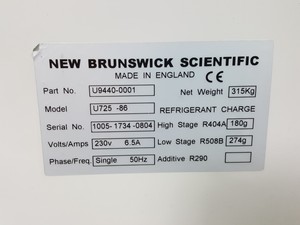 NEW BRUNSWICK SCIENTIFIC
MADE IN ENGLAND CE
Part No. U9440-0001 Net Weight 315Kg
Model U725 -86 REFRIGERANT CHARGE
Serial No. 1005-1734-0804 High Stage R404A 180g
Volts/Amps 230v 6.5A Low Stage R508B 274g
Phase/Freq. Single 50Hz Additive R290